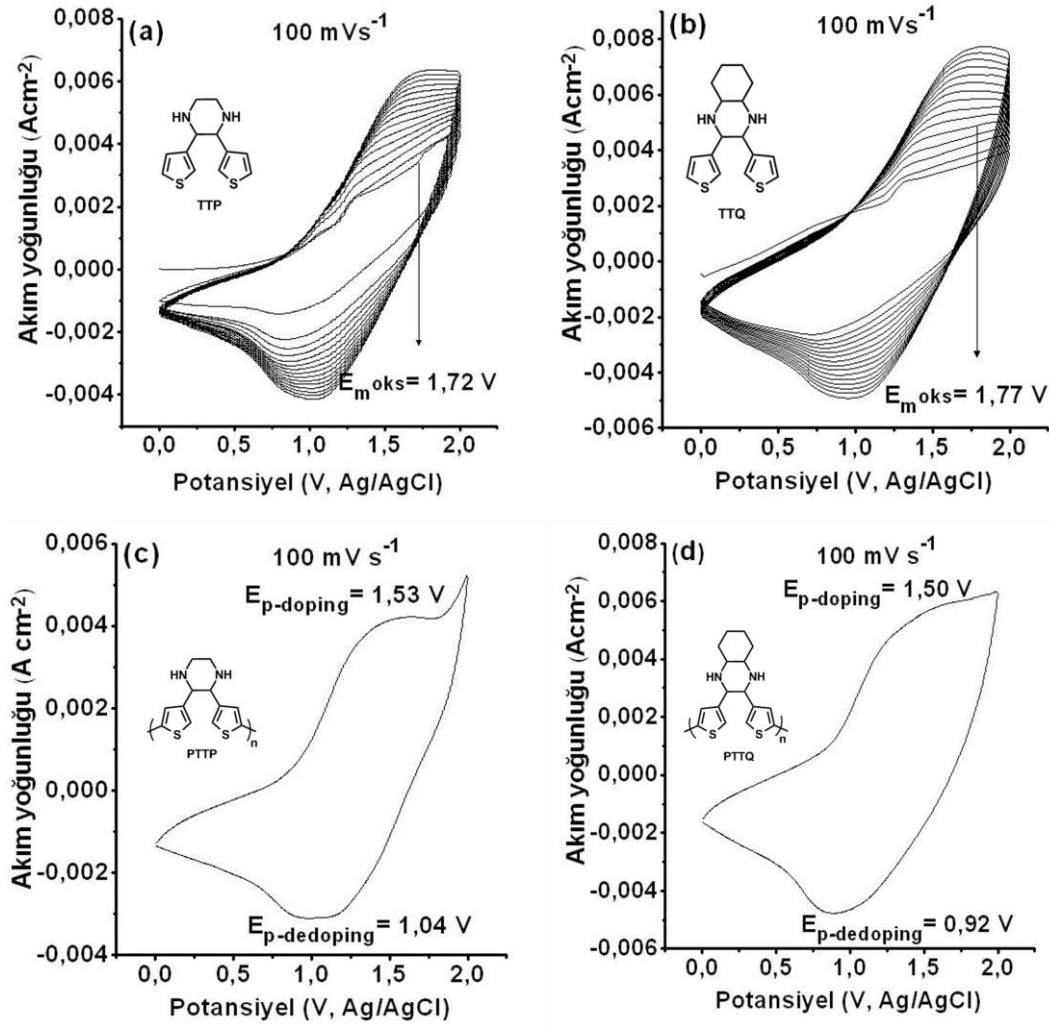 (a)
100 mVs-1
0,008
0,006
0,004
0,002
0,000
-0,002
-0,004
Akım yoğunluğu (Acm-2)
HN
NH
S
S
TTP
Emoks= 1,72 V
0,0
0,5
1,0
1,5
2,0
Potansiyel (V, Ag/AgCl)
(b)
100 mVs-1
0,008
0,006
0,004
0,002
0,000
-0,002
-0,004
-0,006
Akım yoğunluğu (Acm-2)
HN
NH
S
S
TTQ
Emoks= 1,77 V
0,0
0,5
1,0
1,5
2,0
Potansiyel (V, Ag/AgCl)
(c)
100 mV s-1
0,006
0,004
0,002
0,000
-0,002
-0,004
Akım yoğunluğu (A cm-2)
Ep-doping= 1,53 V
HN
NH
S
S
n
PTTP
Ep-dedoping= 1,04 V
0,0
0,5
1,0
1,5
2,0
Potansiyel (V, Ag/AgCl)
(d)
100 mV s-1
0,008
0,006
0,004
0,002
0,000
-0,002
-0,004
-0,006
Akım yoğunluğu (Acm-2)
Ep-doping= 1,50 V
HN
NH
S
S
n
PTTQ
Ep-dedoping= 0,92 V
0,0
0,5
1,0
1,5
2,0
Potansiyel (V, Ag/AgCl)